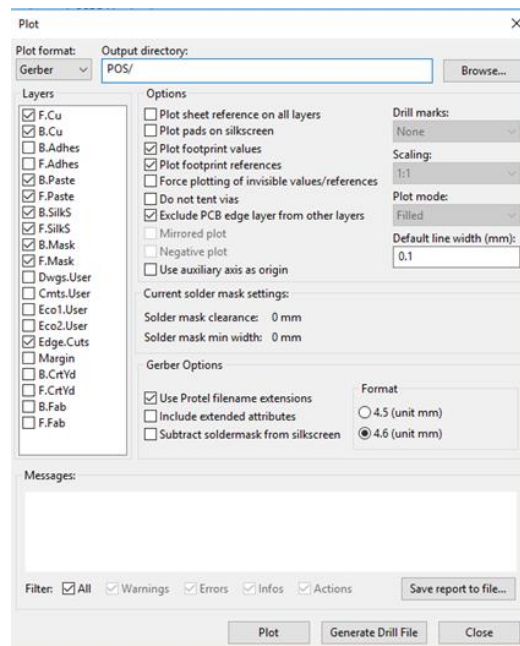 Plot
Plot format:
Output directory:
Gerber
POS/
Browse...
Layers
F.Cu
B.Cu
B.Adhes
F.Adhes
B.Paste
F.Paste
B.SilkS
F.SilkS
B.Mask
F.Mask
Dwgs.User
Cmts.User
Eco1.User
Eco2.User
Edge.Cuts
Margin
B.CrtYd
F.CrtYd
B.Fab
F.Fab
Options
Plot sheet reference on all layers
Plot pads on silkscreen
Plot footprint values
Plot footprint references
Force plotting of invisible values/references
Do not tent vias
Exclude PCB edge layer from other layers
Mirrored plot
Negative plot
Use auxiliary axis as origin
Drill marks:
None
Scaling:
1:1
Plot mode:
Filled
Default line width (mm):
0.1
Current solder mask settings:
Solder mask clearance: 0 mm
Solder mask min width: 0 mm
Gerber Options
Use Protel filename extensions
Include extended attributes
Subtract soldermask from silkscreen
Format
4.5 (unit mm)
4.6 (unit mm)
Messages:
Filter: All Warnings Errors Infos Actions Save report to file...
Plot Generate Drill File Close